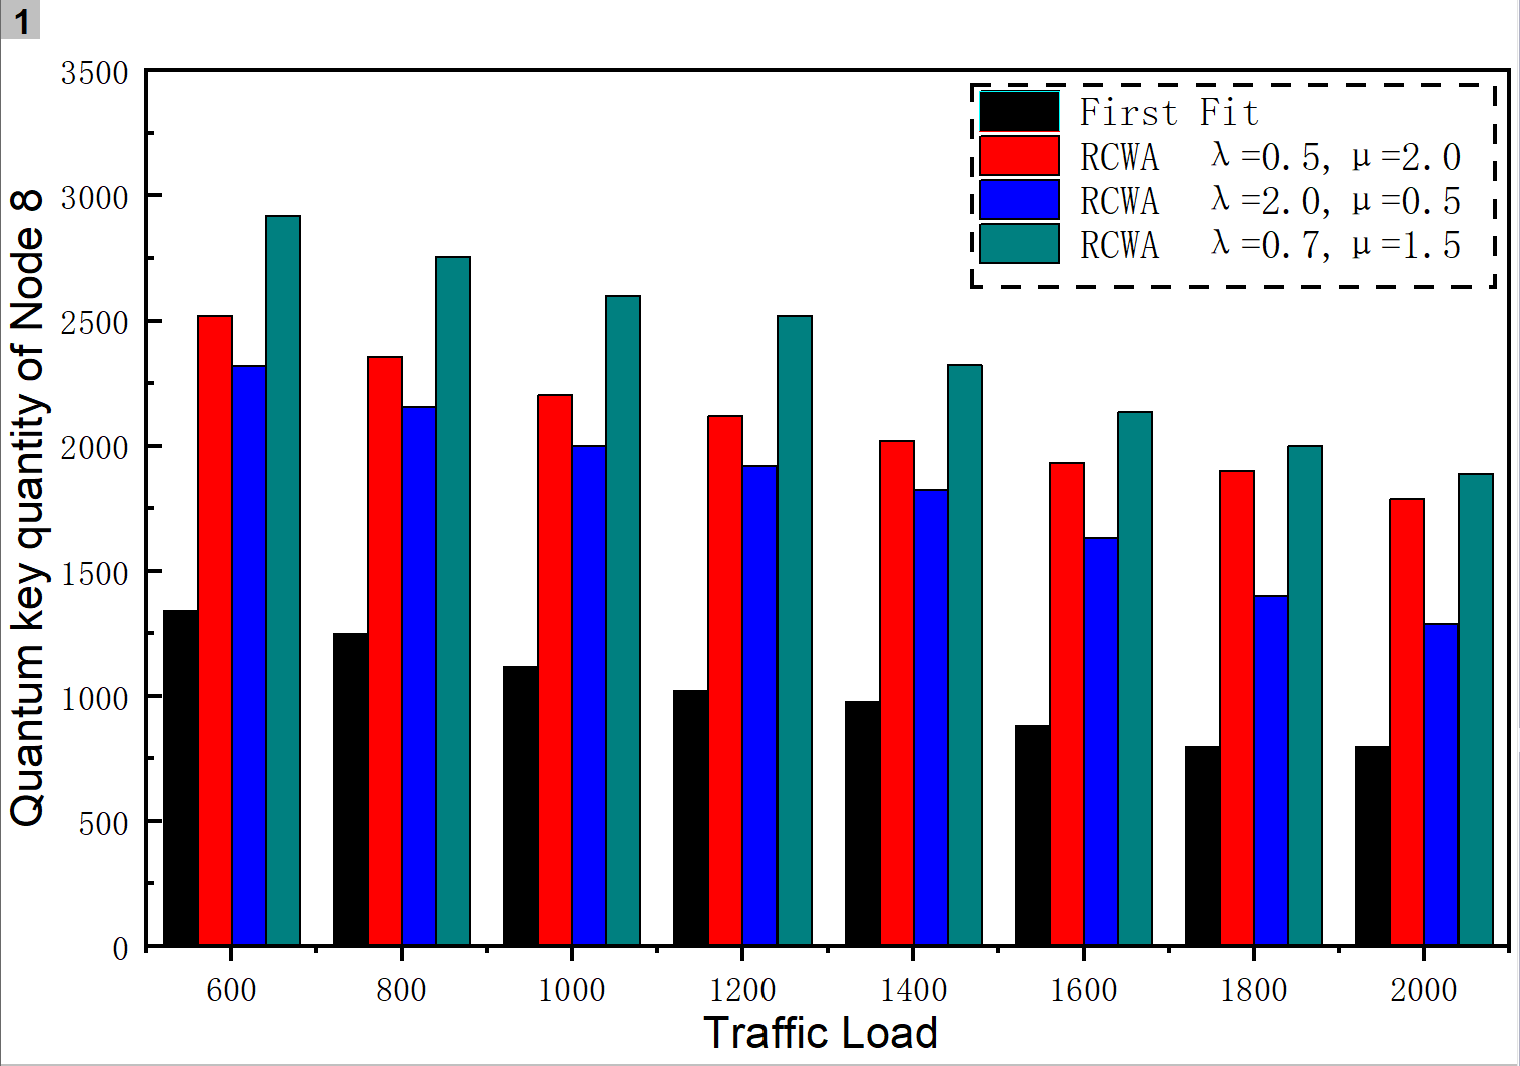 1
3500
3000
2500
2000
1500
1000
500
0
Quantum key quantity of Node 8
First Fit
RCWA λ=0.5, μ=2.0
RCWA λ=2.0, μ=0.5
RCWA λ=0.7, μ=1.5
600 800 1000 1200 1400 1600 1800 2000
Traffic Load